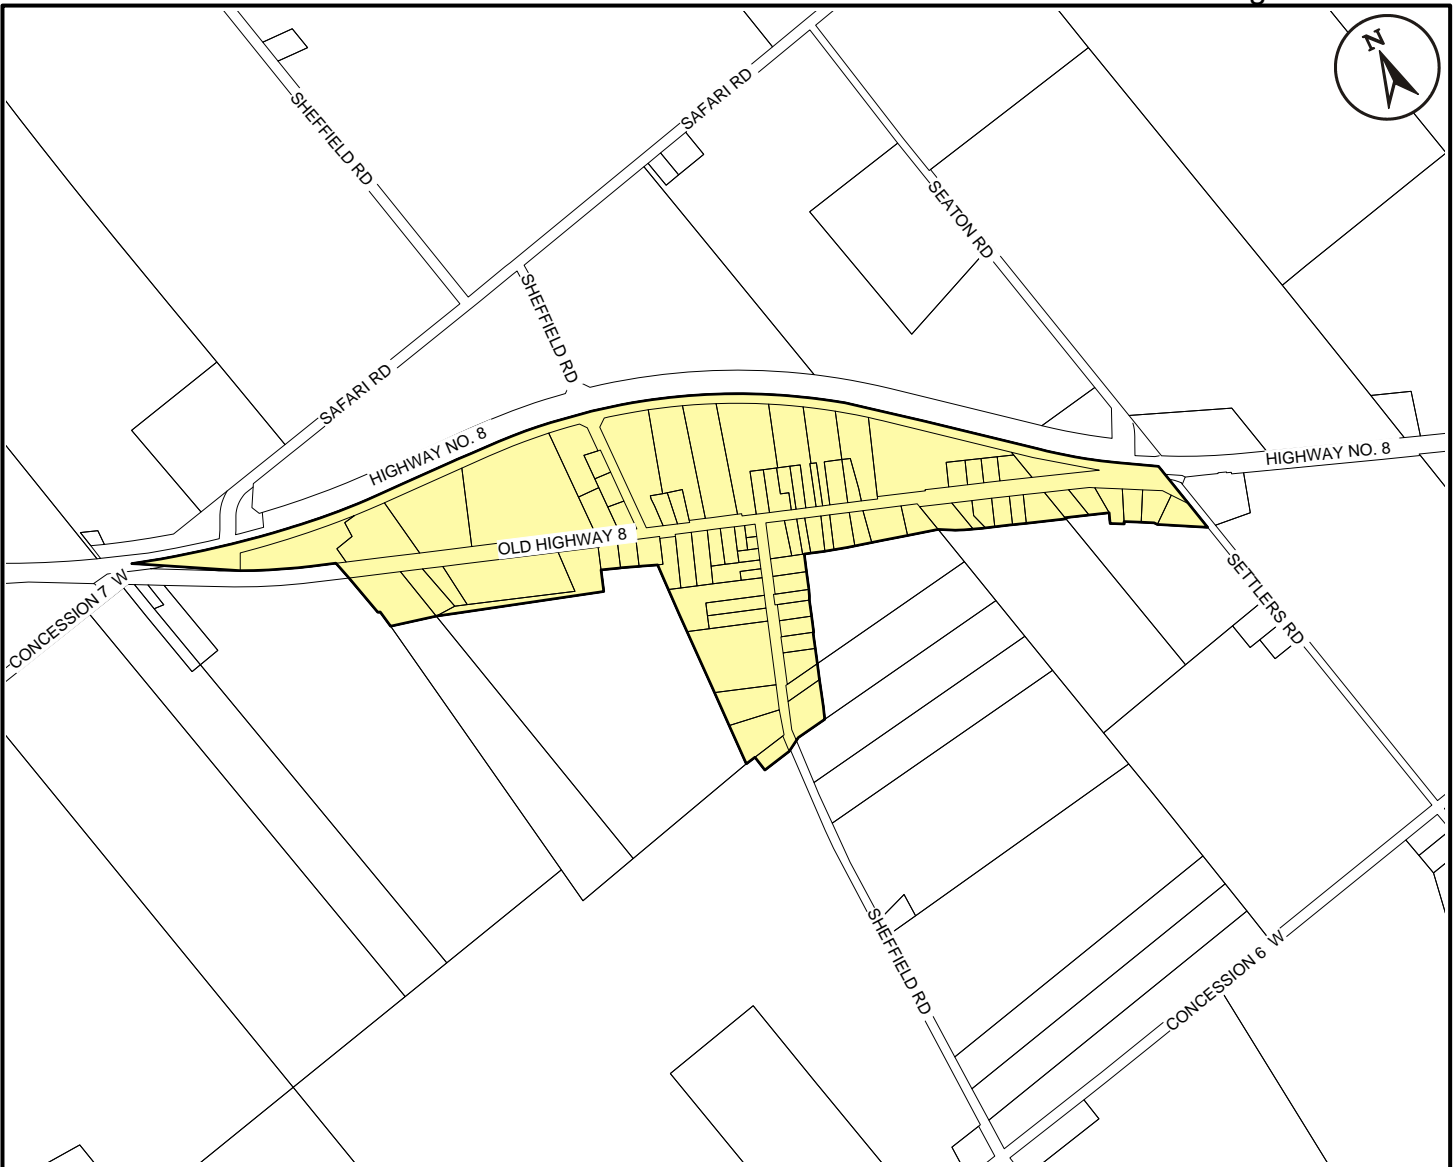 N
SHEFFIELD RD
SAFARI RD
SEATON RD
SHEFFIELD RD
SAFARI RD
HIGHWAY NO. 8
HIGHWAY NO. 8
OLD HIGHWAY 8
CONCESSION 7 W
SETTLERS RD
SHEFFIELD RD
CONCESSION 6 W